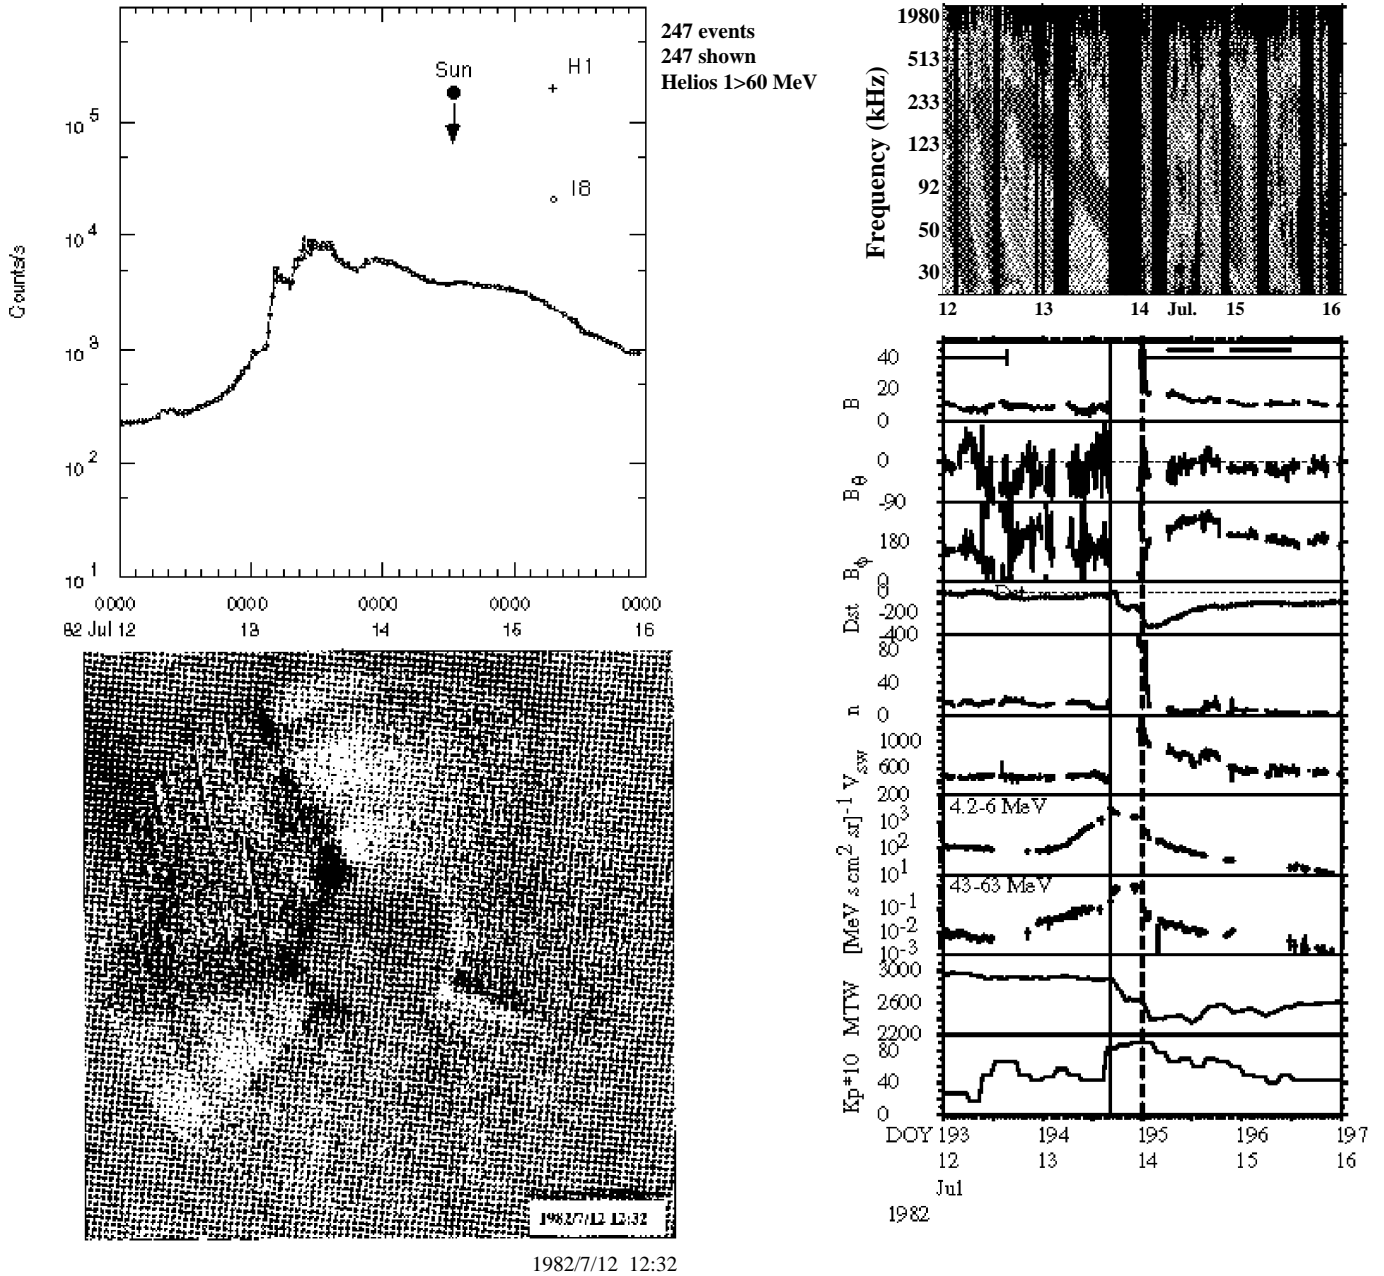 247 events
247 shown
Helios 1>60 MeV
Sun
H1
I8
Counts/s
10 5
10 4
10 3
10 2
10 1
0000 0000 0000 0000 0000
82 Jul 12 13 14 15 16
1982/7/12 12:32
1982/7/12 12:32
Frequency (kHz)
1980
513
233
123
92
50
30
12 13 14 Jul. 15 16
B
40
20
0
Bθ
0
-90
Bϕ
180
0
Dst
Dst
0
-200
-400
n
80
40
0
Vsw
1000
600
200
[MeV s cm2 sr]-1
4.2-6 MeV
10 3
10 2
10 1
43-63 MeV
10 -1
10 -2
10 -3
MTW
3000
2600
2200
Kp*10
80
40
0
DOY 193 194 195 196 197
12 13 14 15 16
Jul
1982